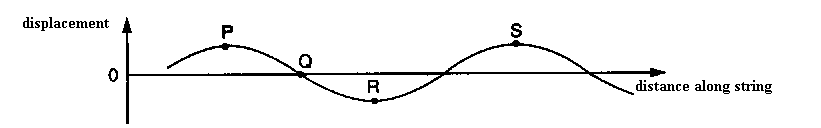 displacement
P
S
Q
0
R
distance along string